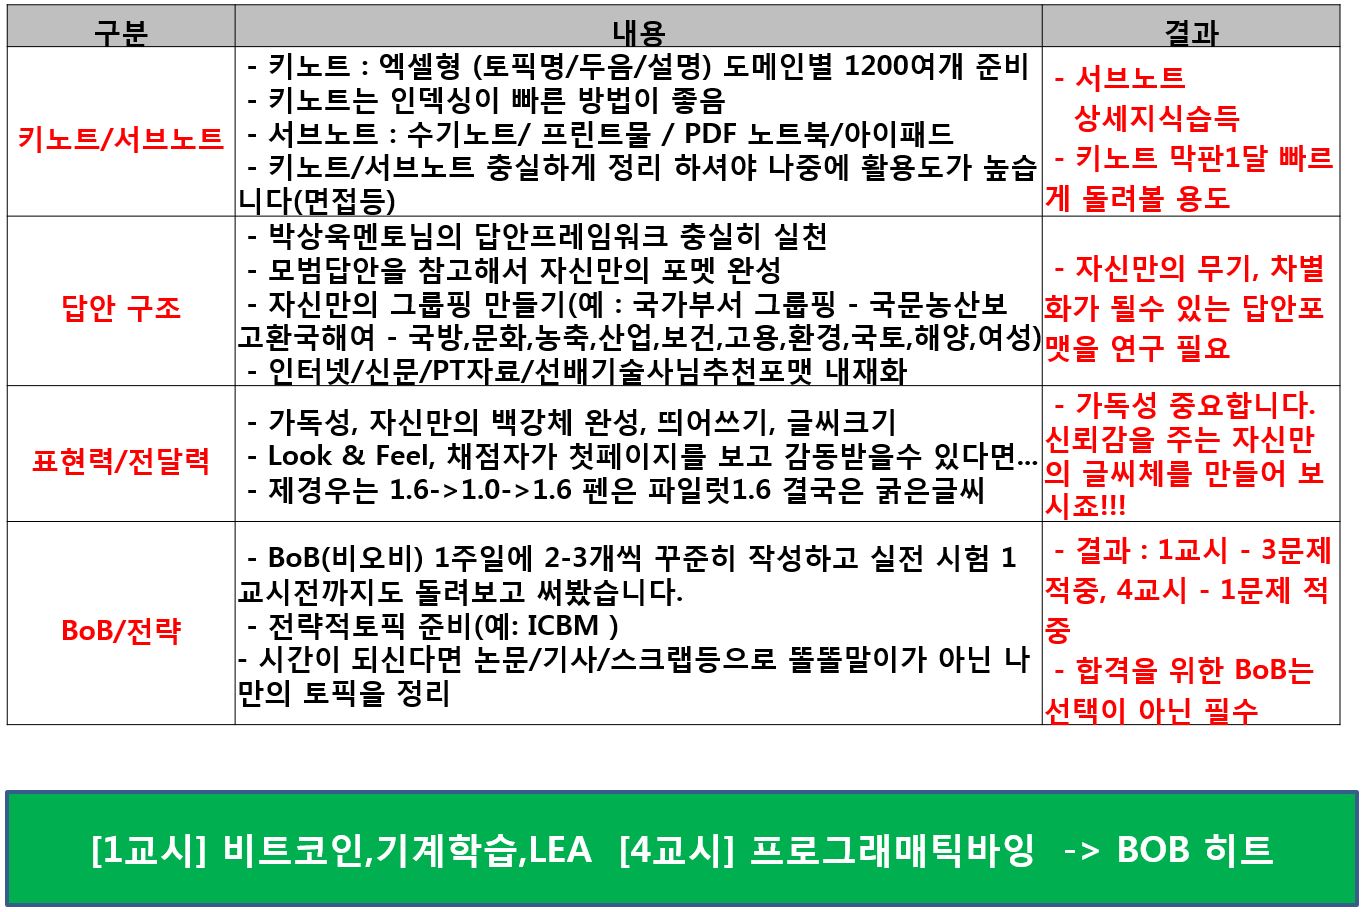 구분
내용
결과
키노트/서브노트
- 키노트 : 엑셀형 (토픽명/두음/설명) 도메인별 1200여개 준비
- 키노트는 인덱싱이 빠른 방법이 좋음
- 서브노트 : 수기노트/ 프린트물 / PDF 노트북/아이패드
- 키노트/서브노트 충실하게 정리 하셔야 나중에 활용도가 높습
니다(면접등)
- 서브노트
상세지식습득
- 키노트 막판1달 빠르
게 돌려볼 용도
답안 구조
- 박상욱멘토님의 답안프레임워크 충실히 실천
- 모범답안을 참고해서 자신만의 포멧 완성
- 자신만의 그룹핑 만들기(예 : 국가부서 그룹핑 - 국문농산보
고환국해여 - 국방,문화,농축,산업,보건,고용,환경,국토,해양,여성)
- 인터넷/신문/PT자료/선배기술사님추천포맷 내재화
- 자신만의 무기, 차별
화가 될수 있는 답안포
맷을 연구 필요
표현력/전달력
- 가독성, 자신만의 백강체 완성, 띄어쓰기, 글씨크기
- Look & Feel, 채점자가 첫페이지를 보고 감동받을수 있다면...
- 제경우는 1.6->1.0->1.6 펜은 파일럿1.6 결국은 굵은글씨
- 가독성 중요합니다.
신뢰감을 주는 자신만
의 글씨체를 만들어 보
시죠!!!
BoB/전략
- BoB(비오비) 1주일에 2-3개씩 꾸준히 작성하고 실전 시험 1
교시전까지도 돌려보고 써봤습니다.
- 전략적토픽 준비(예: ICBM )
- 시간이 되신다면 논문/기사/스크랩등으로 똘똘말이가 아닌 나
만의 토픽을 정리
- 결과 : 1교시 - 3문제
적중, 4교시 - 1문제 적
중
- 합격을 위한 BoB는
선택이 아닌 필수
[1교시] 비트코인,기계학습,LEA [4교시] 프로그래매틱바잉 -> BOB 히트